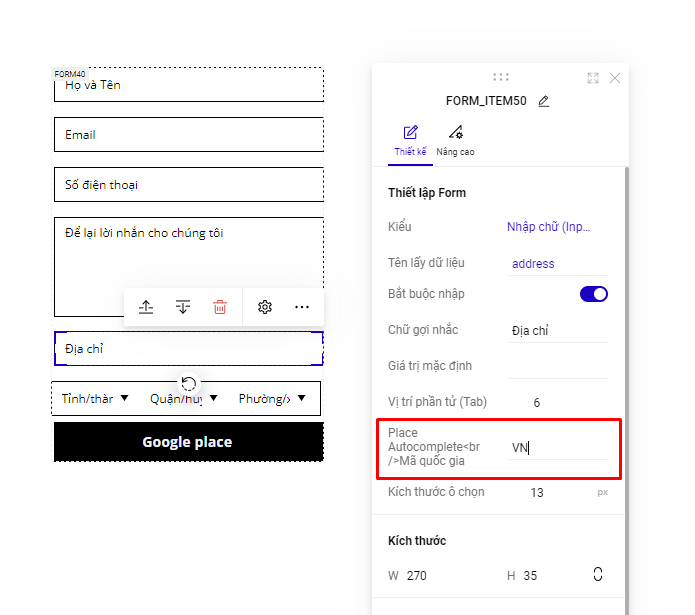 FORM40
Họ và Tên
Email
Số điện thoại
Để lại lời nhắn cho chúng tôi
Địa chỉ
Tỉnh/thàr
Quận/huy
Phường/x
Google place
FORM_ITEM50
Thiết kế
Nâng cao
Thiết lập Form
Kiểu
Nhập chữ (Inp...
Tên lấy dữ liệu
address
Bắt buộc nhập
Chữ gợi nhắc
Địa chỉ
Giá trị mặc định
Vị trí phần tử (Tab)
6
Place
Autocomplete<br
/>Mã quốc gia
VN
Kích thước ô chọn
13
px
Kích thước
W 270
H 35